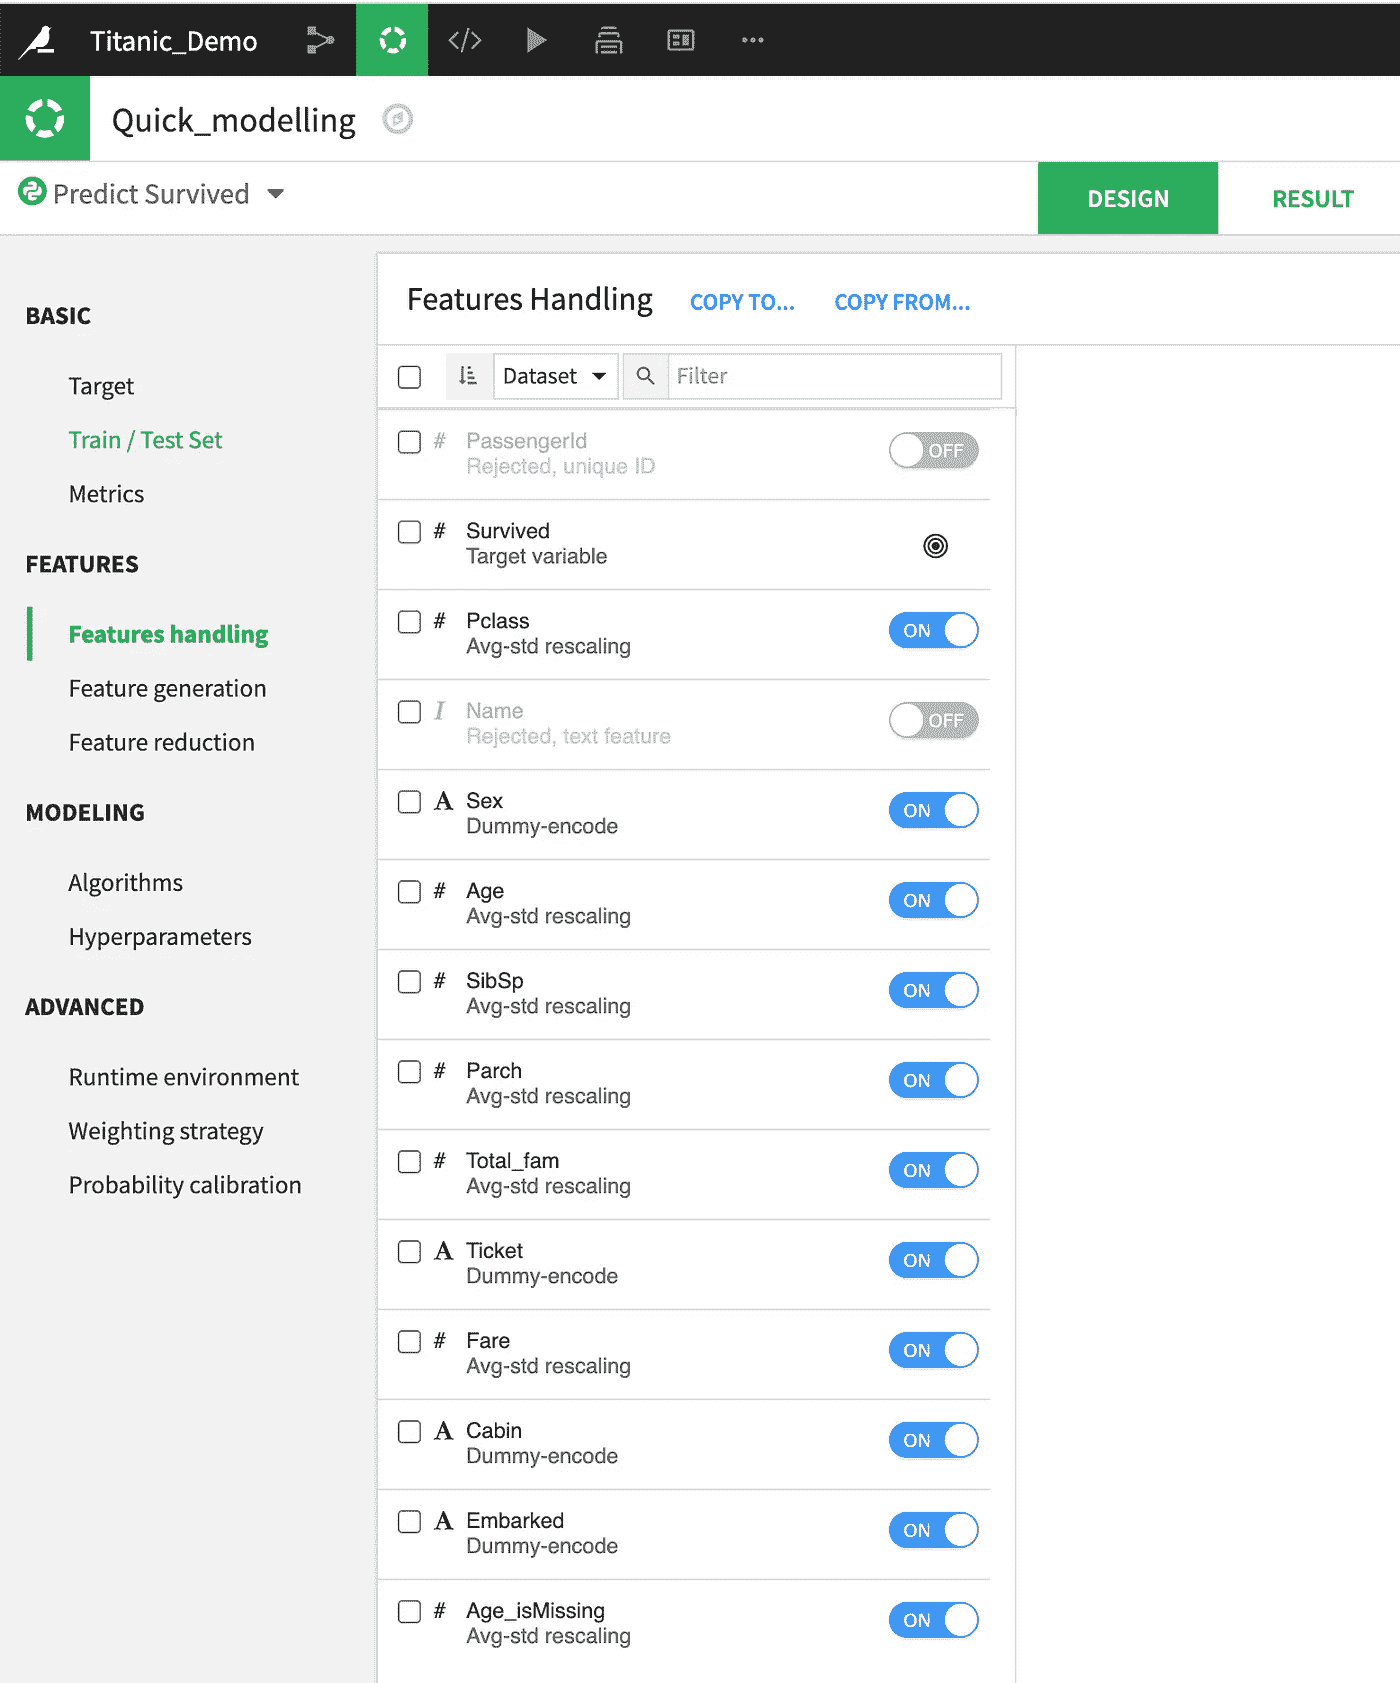 Titanic_Demo
Quick_modelling
Predict Survived
DESIGN
RESULT
BASIC
Target
Train / Test Set
Metrics
FEATURES
Features handling
Feature generation
Feature reduction
MODELING
Algorithms
Hyperparameters
ADVANCED
Runtime environment
Weighting strategy
Probability calibration
Features Handling COPY TO... COPY FROM...
Dataset Filter
# PassengerId
Rejected, unique ID
OFF
# Survived
Target variable
# Pclass
Avg-std rescaling
ON
I Name
Rejected, text feature
OFF
A Sex
Dummy-encode
ON
# Age
Avg-std rescaling
ON
# SibSp
Avg-std rescaling
ON
# Parch
Avg-std rescaling
ON
# Total_fam
Avg-std rescaling
ON
A Ticket
Dummy-encode
ON
# Fare
Avg-std rescaling
ON
A Cabin
Dummy-encode
ON
A Embarked
Dummy-encode
ON
# Age_isMissing
Avg-std rescaling
ON